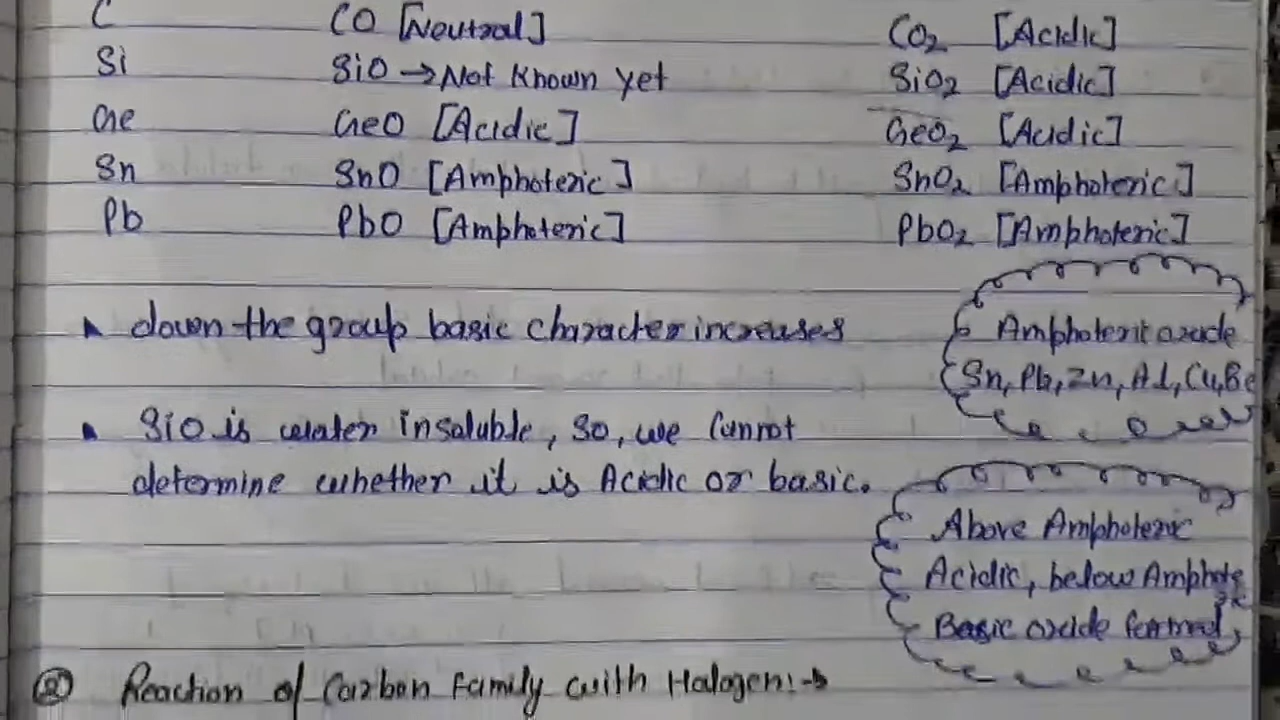 C CO [Neutral] CO2 [Acidic]
Si SiO → Not Known yet SiO2 [Acidic]
Ge GeO [Acidic] GeO2 [Acidic]
Sn SnO [Amphoteric] SnO2 [Amphoteric]
Pb PbO [Amphoteric] PbO2 [Amphoteric]
down the group basic character increases
Amphoteric oxide
Sn, Pb, Zn, Al, Cu, Be
SiO is water insoluble, So, we Cannot
determine whether it is Acidic or basic.
Above Amphoteric
Acidic, below Amphoteric
Basic oxide formed,
② Reaction of Carbon Family with Halogen:→